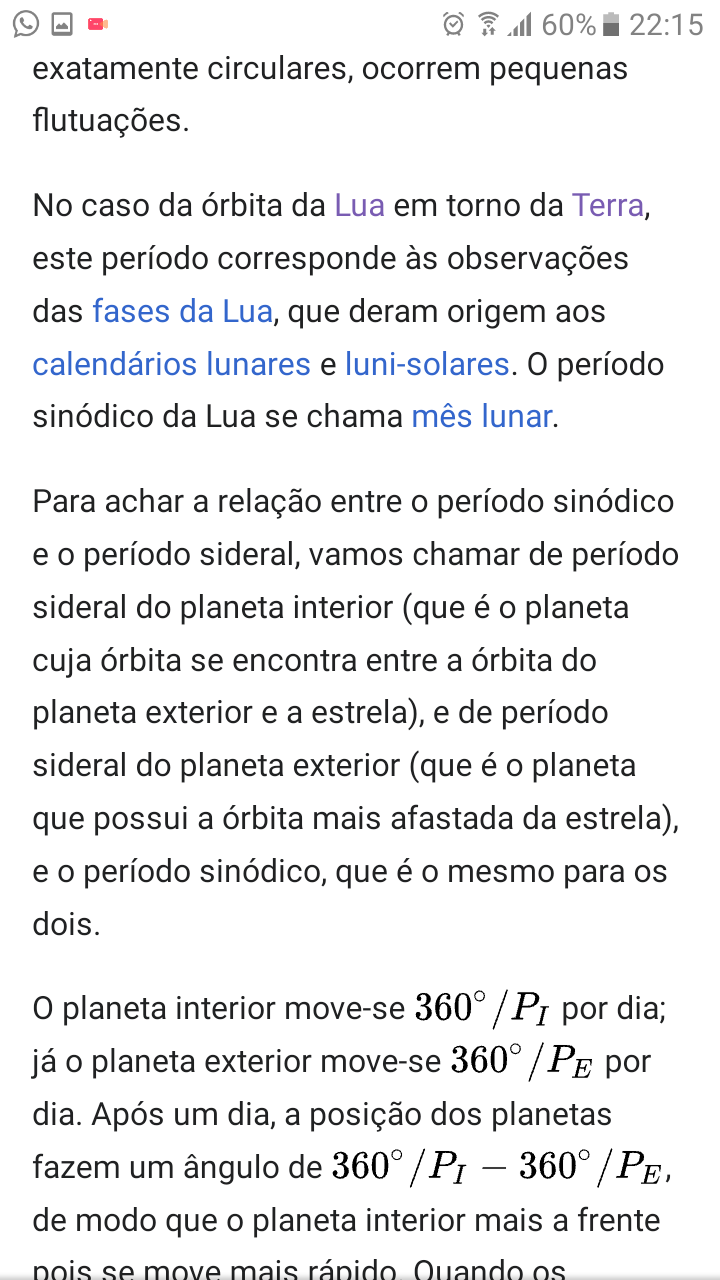 60% 22:15
exatamente circulares, ocorrem pequenas
flutuações.
No caso da órbita da Lua em torno da Terra,
este período corresponde às observações
das fases da Lua, que deram origem aos
calendários lunares e luni-solares. O período
sinódico da Lua se chama mês lunar.
Para achar a relação entre o período sinódico
e o período sideral, vamos chamar de período
sideral do planeta interior (que é o planeta
cuja órbita se encontra entre a órbita do
planeta exterior e a estrela), e de período
sideral do planeta exterior (que é o planeta
que possui a órbita mais afastada da estrela),
e o período sinódico, que é o mesmo para os
dois.
O planeta interior move-se 360°/P_I por dia;
já o planeta exterior move-se 360°/P_E por
dia. Após um dia, a posição dos planetas
fazem um ângulo de 360°/P_I − 360°/P_E,
de modo que o planeta interior mais a frente
pois se move mais rápido. Quando os